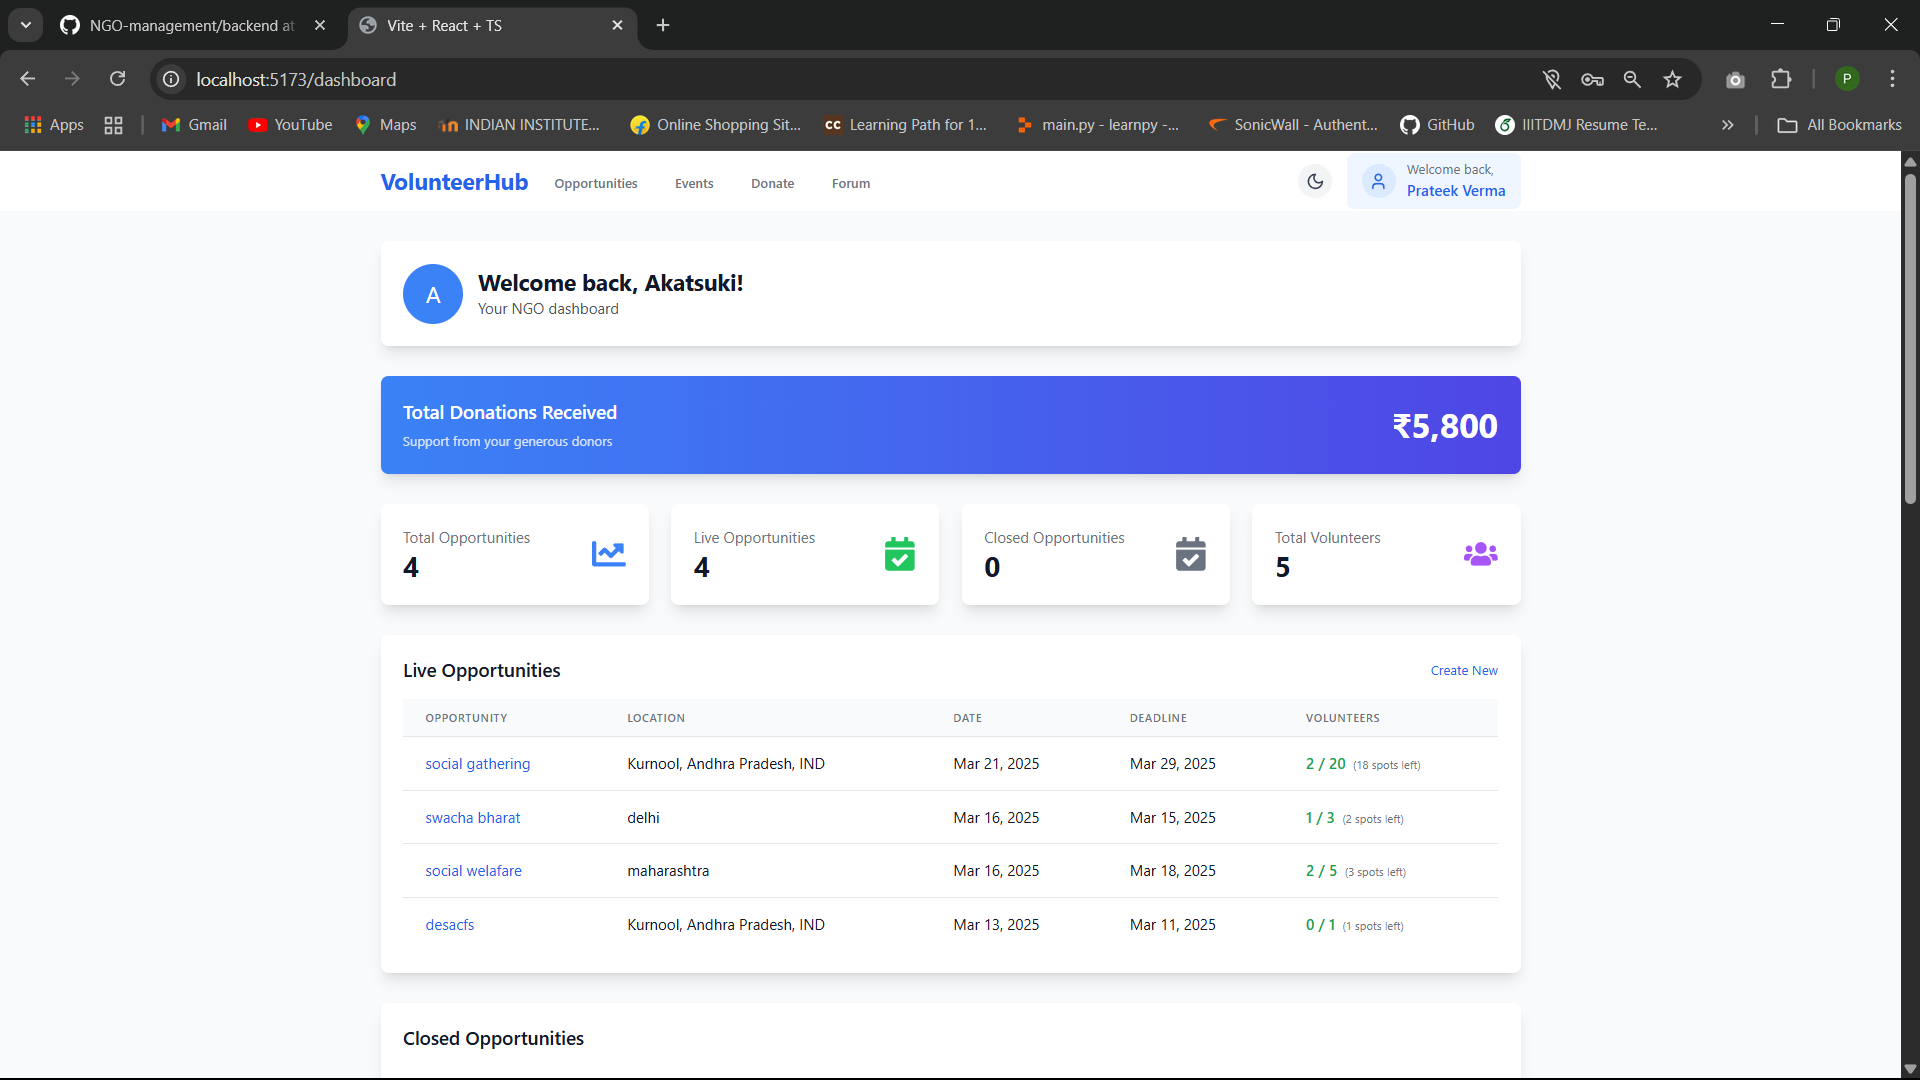 NGO-management/backend at
Vite + React + TS
localhost:5173/dashboard
P
Apps
Gmail
YouTube
Maps
INDIAN INSTITUTE...
Online Shopping Sit...
CC Learning Path for 1...
main.py - learnpy -...
SonicWall - Authent...
GitHub
IIITDMJ Resume Te...
All Bookmarks
VolunteerHub
Opportunities
Events
Donate
Forum
Welcome back,
Prateek Verma
A
Welcome back, Akatsuki!
Your NGO dashboard
Total Donations Received
Support from your generous donors
₹5,800
Total Opportunities
4
Live Opportunities
4
Closed Opportunities
0
Total Volunteers
5
Live Opportunities
Create New
OPPORTUNITY LOCATION DATE DEADLINE VOLUNTEERS
social gathering Kurnool, Andhra Pradesh, IND Mar 21, 2025 Mar 29, 2025 2 / 20 (18 spots left)
swacha bharat delhi Mar 16, 2025 Mar 15, 2025 1 / 3 (2 spots left)
social welafare maharashtra Mar 16, 2025 Mar 18, 2025 2 / 5 (3 spots left)
desacfs Kurnool, Andhra Pradesh, IND Mar 13, 2025 Mar 11, 2025 0 / 1 (1 spots left)
Closed Opportunities